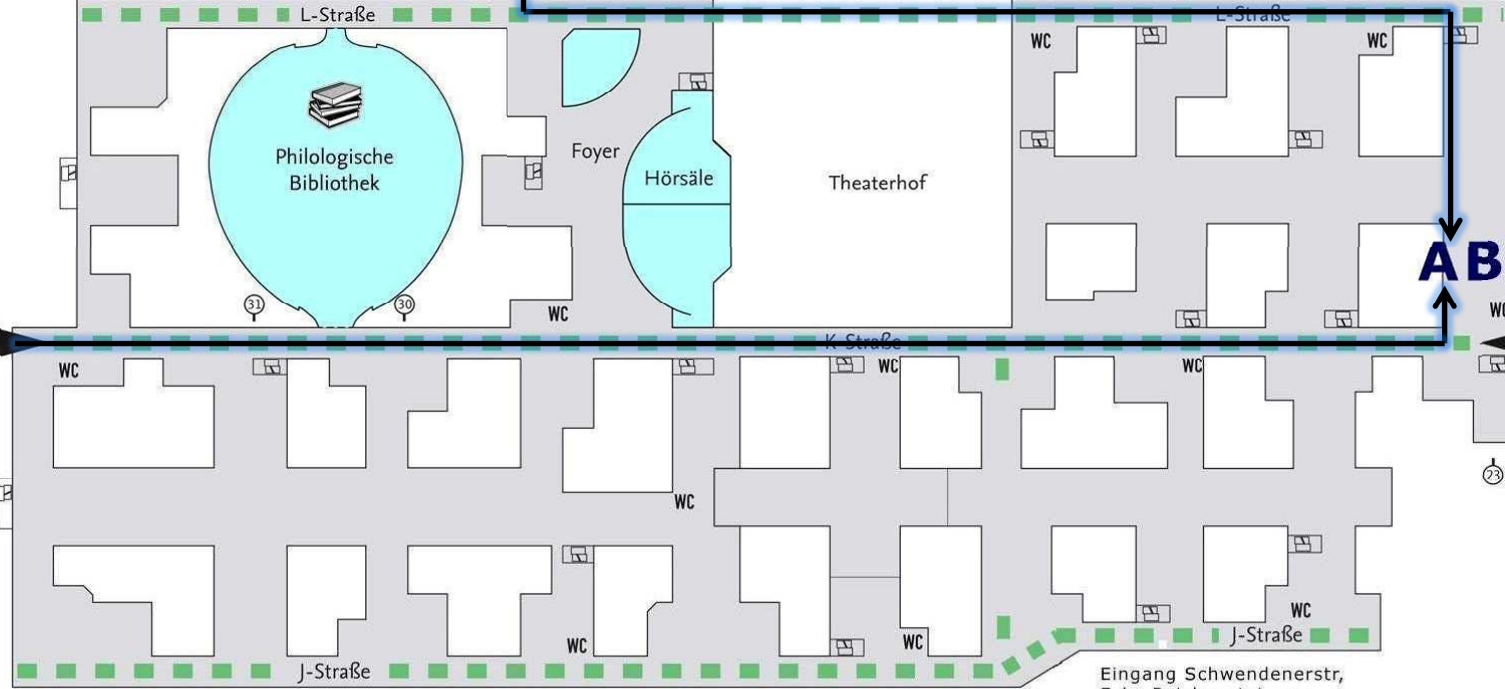 L-Straße
L-Straße
WC
WC
Philologische
Bibliothek
Foyer
Hörsäle
Theaterhof
AB
31
30
WC
WC
K-Straße
WC
WC
WC
23
WC
WC
WC
WC
J-Straße
J-Straße
Eingang Schwendenerstr,